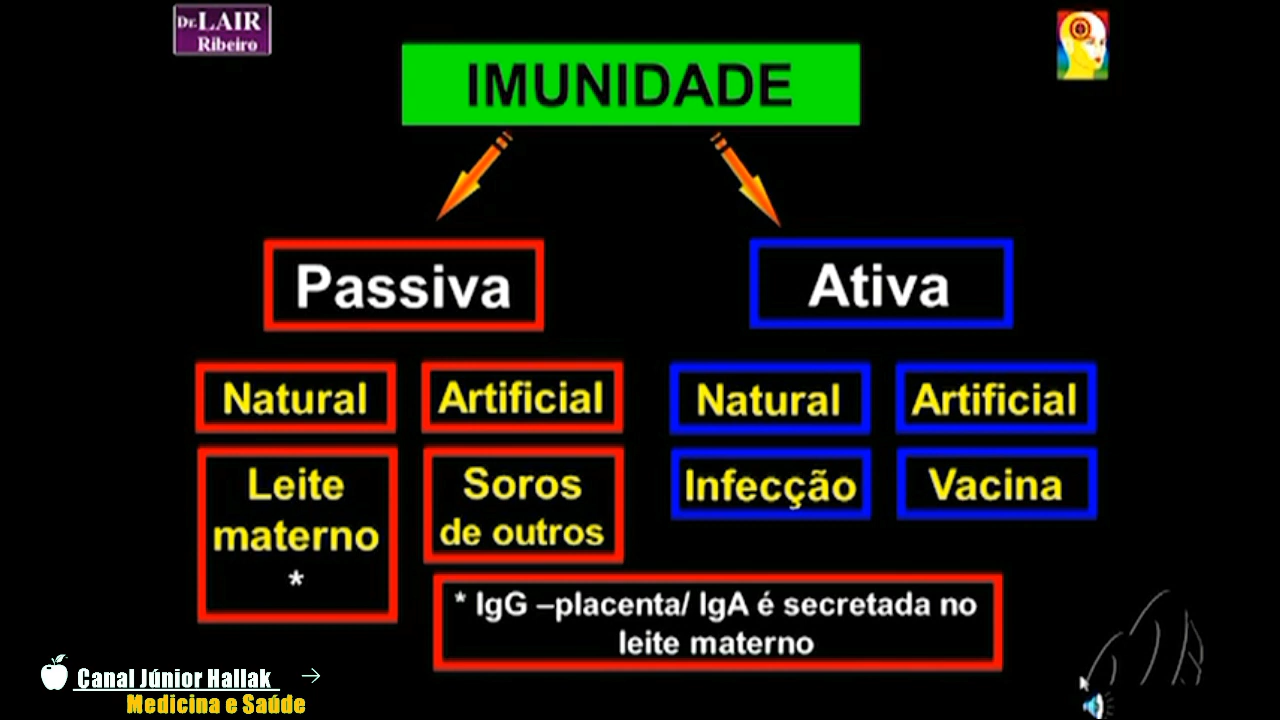 DR. LAIR
Ribeiro
IMUNIDADE
Passiva
Ativa
Natural
Artificial
Natural
Artificial
Leite
materno
*
Soros
de outros
Infecção
Vacina
* IgG –placenta/ IgA é secretada no
leite materno
Canal Júnior Hallak
Medicina e Saúde